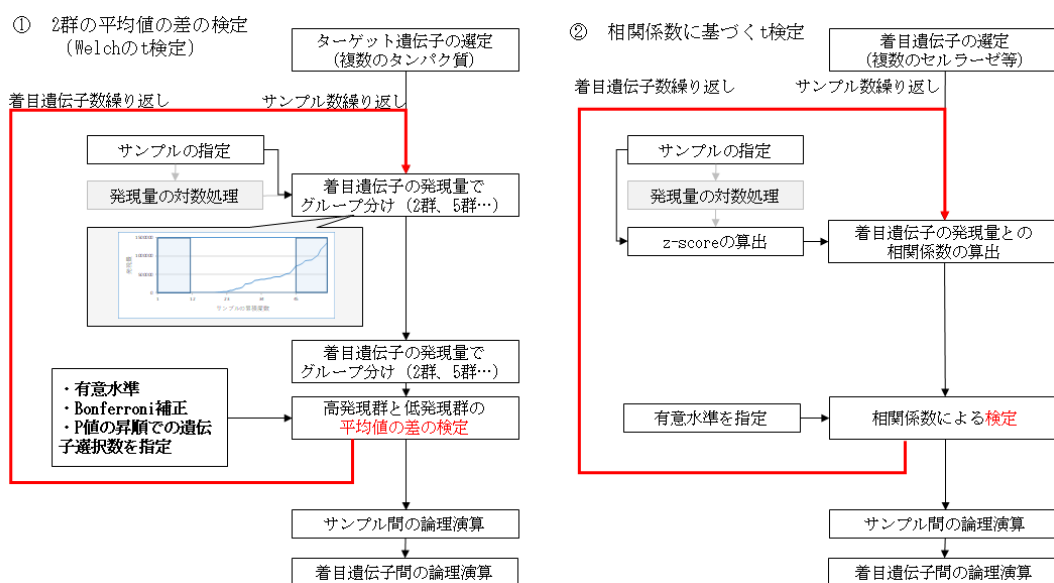 ① 2群の平均値の差の検定
(Welchのt検定)
ターゲット遺伝子の選定
(複数のタンパク質)
着目遺伝子数繰り返し
サンプル数繰り返し
サンプルの指定
発現量の対数処理
着目遺伝子の発現量で
グループ分け (2群、5群…)
サンプルの累積度数
着目遺伝子の発現量で
グループ分け (2群、5群…)
・有意水準
・Bonferroni補正
・P値の昇順での遺伝
子選択数を指定
高発現群と低発現群の
平均値の差の検定
サンプル間の論理演算
着目遺伝子間の論理演算
② 相関係数に基づくt検定
着目遺伝子の選定
(複数のセルラーゼ等)
着目遺伝子数繰り返し
サンプル数繰り返し
サンプルの指定
発現量の対数処理
z-scoreの算出
着目遺伝子の発現量との
相関係数の算出
有意水準を指定
相関係数による検定
サンプル間の論理演算
着目遺伝子間の論理演算